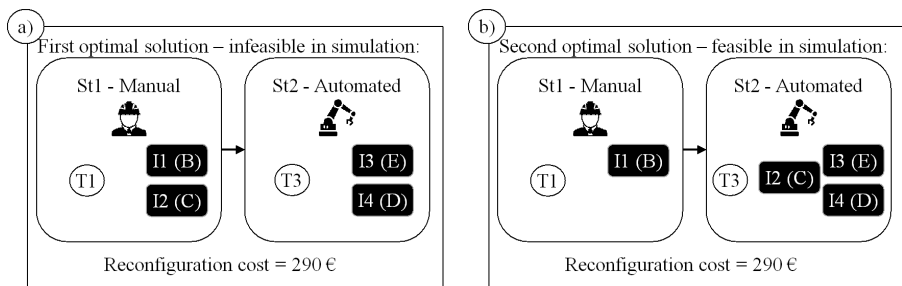 a)
First optimal solution – infeasible in simulation:
St1 - Manual
St2 - Automated
T1
I1 (B)
I2 (C)
T3
I3 (E)
I4 (D)
Reconfiguration cost = 290 €
b)
Second optimal solution – feasible in simulation:
St1 - Manual
St2 - Automated
T1
I1 (B)
T3
I2 (C)
I3 (E)
I4 (D)
Reconfiguration cost = 290 €